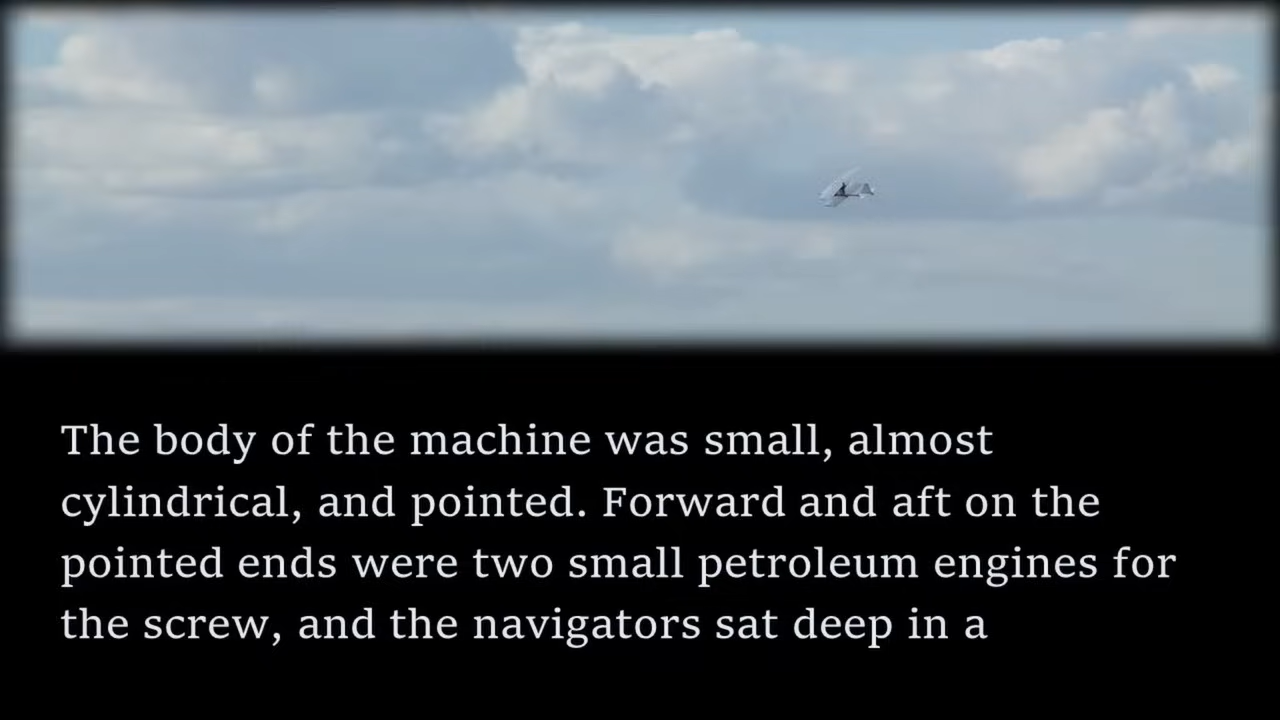 The body of the machine was small, almost
cylindrical, and pointed. Forward and aft on the
pointed ends were two small petroleum engines for
the screw, and the navigators sat deep in a